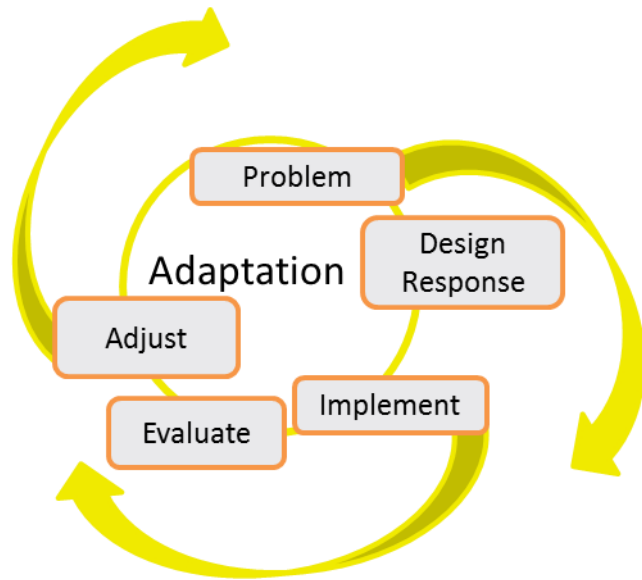 Problem
Design
Response
Adaptation
Adjust
Implement
Evaluate